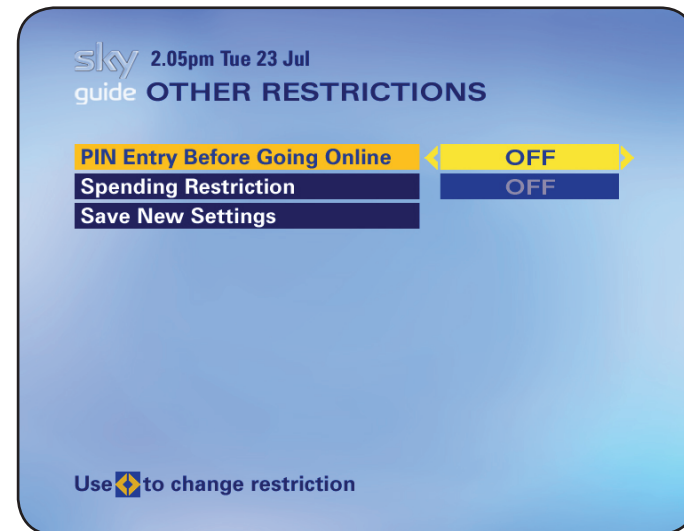 sky 2.05pm Tue 23 Jul
guide OTHER RESTRICTIONS
PIN Entry Before Going Online OFF
Spending Restriction OFF
Save New Settings
Use to change restriction